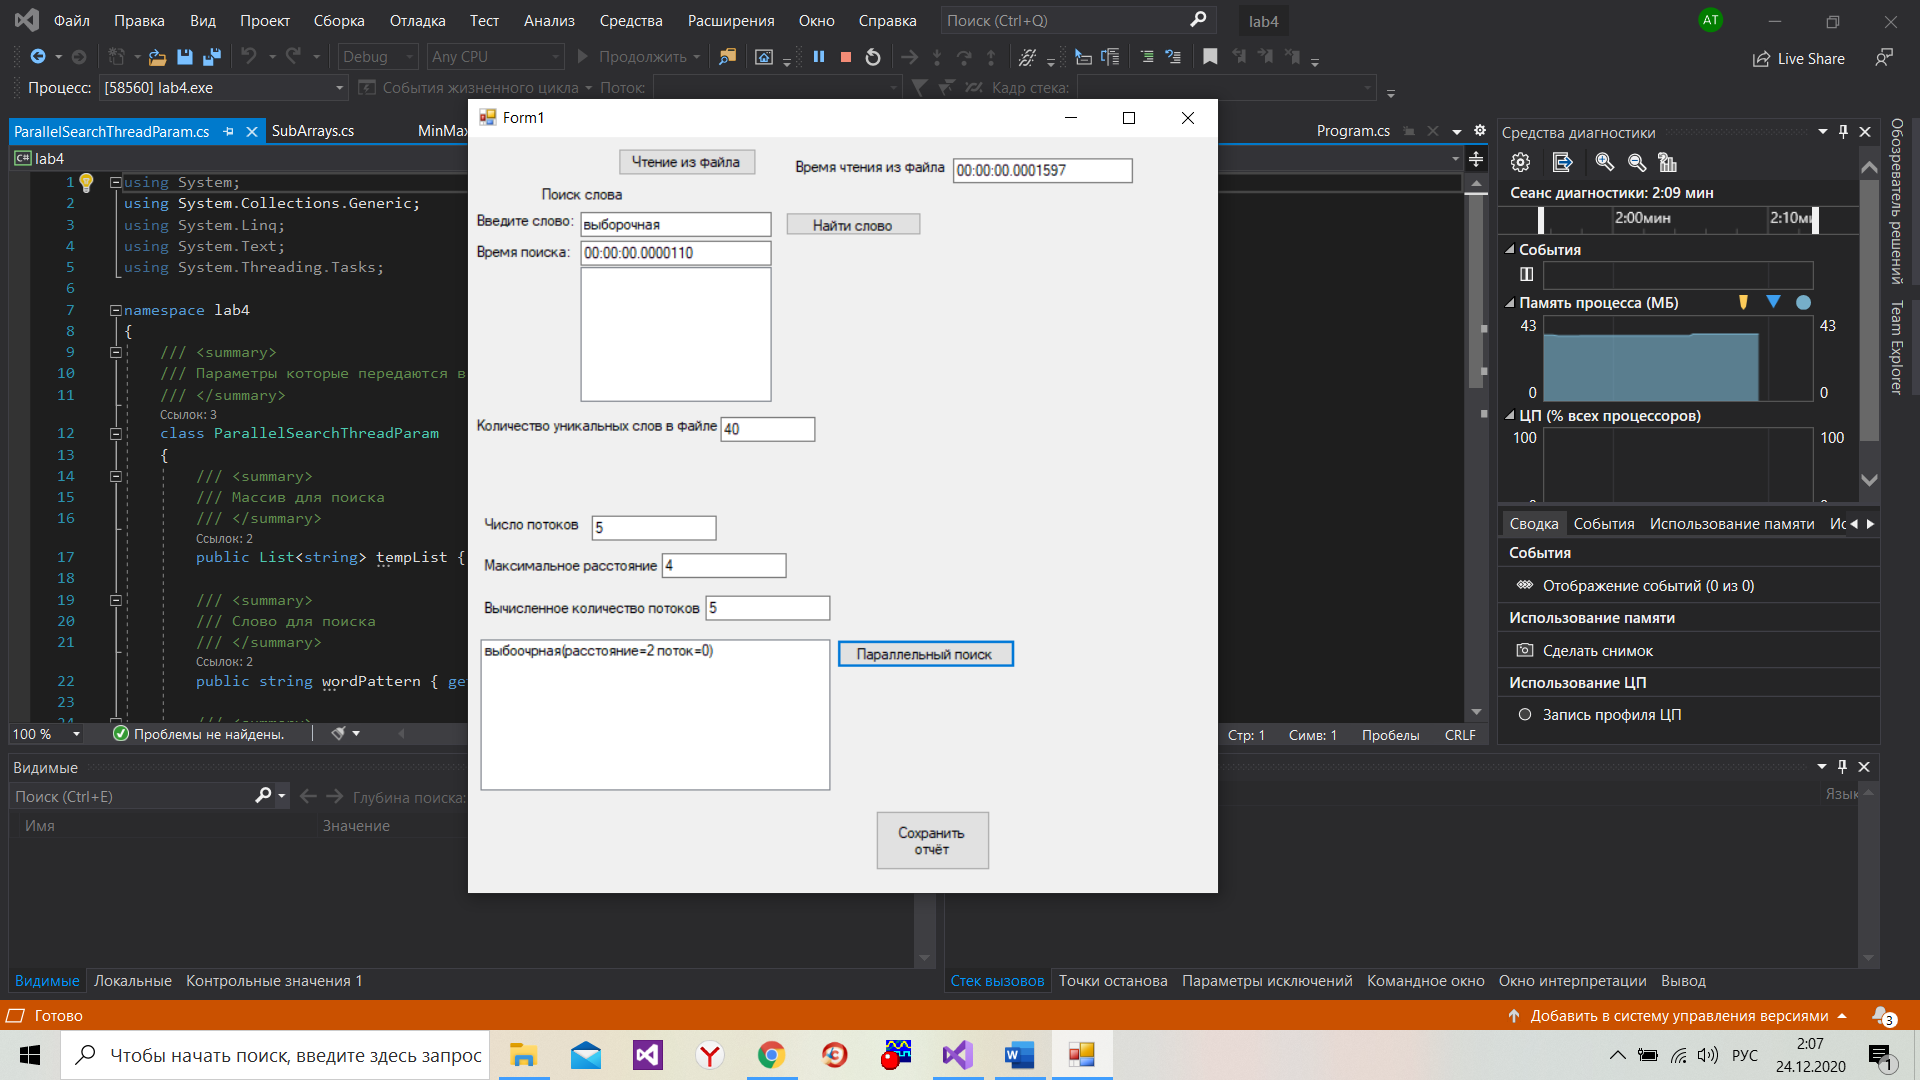 Файл Правка Вид Проект Сборка Отладка Тест Анализ Средства Расширения Окно Справка Поиск (Ctrl+Q) lab4 AT
Debug Any CPU Продолжить Live Share
Процесс: [58560] lab4.exe События жизненного цикла Поток: Кадр стека:
ParallelSearchThreadParam.cs SubArrays.cs MinMax Program.cs
lab4
1 using System;
2 using System.Collections.Generic;
3 using System.Linq;
4 using System.Text;
5 using System.Threading.Tasks;
6
7 namespace lab4
8 {
9 /// <summary>
10 /// Параметры которые передаются в
11 /// </summary>
Ссылок: 3
12 class ParallelSearchThreadParam
13 {
14 /// <summary>
15 /// Массив для поиска
16 /// </summary>
Ссылок: 2
17 public List<string> tempList {
18
19 /// <summary>
20 /// Слово для поиска
21 /// </summary>
Ссылок: 2
22 public string wordPattern { ge
23
24 /// <summary>
100 % Проблемы не найдены. Стр: 1 Симв: 1 Пробелы CRLF
Form1
Чтение из файла Время чтения из файла 00:00:00.0001597
Поиск слова
Введите слово: выборочная Найти слово
Время поиска: 00:00:00.0000110
Количество уникальных слов в файле 40
Число потоков 5
Максимальное расстояние 4
Вычисленное количество потоков 5
выбоочрная(расстояние=2 поток=0) Параллельный поиск
Сохранить
отчёт
Средства диагностики
Сеанс диагностики: 2:09 мин
2:00мин 2:10ми
События
Память процесса (МБ)
43 43
0 0
ЦП (% всех процессоров)
100 100
Сводка События Использование памяти Ис
События
Отображение событий (0 из 0)
Использование памяти
Сделать снимок
Использование ЦП
Запись профиля ЦП
Обозреватель решений
Team Explorer
Видимые
Поиск (Ctrl+E) Глубина поиска:
Имя Значение
Язык
Видимые Локальные Контрольные значения 1
Стек вызовов Точки останова Параметры исключений Командное окно Окно интерпретации Вывод
Готово Добавить в систему управления версиями 3
Чтобы начать поиск, введите здесь запрос РУС 2:07
24.12.2020 1